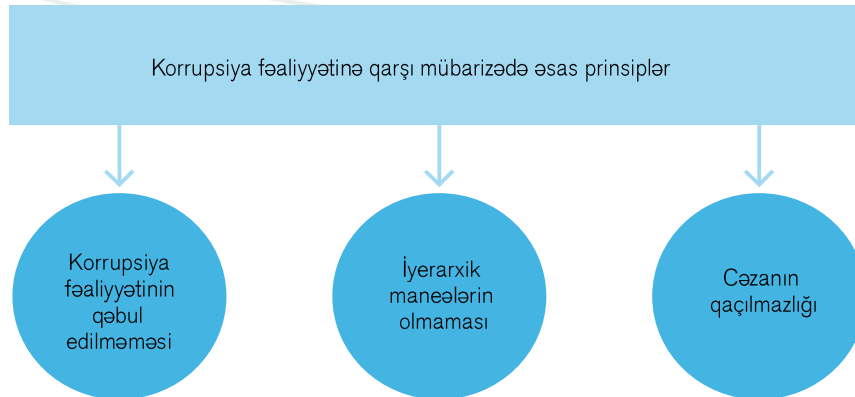 Korrupsiya fəaliyyətinə qarşı mübarizədə əsas prinsiplər
Korrupsiya
fəaliyyətinin
qəbul
edilməməsi
İyerarxik
maneələrin
olmaması
Cəzanın
qaçılmazlığı